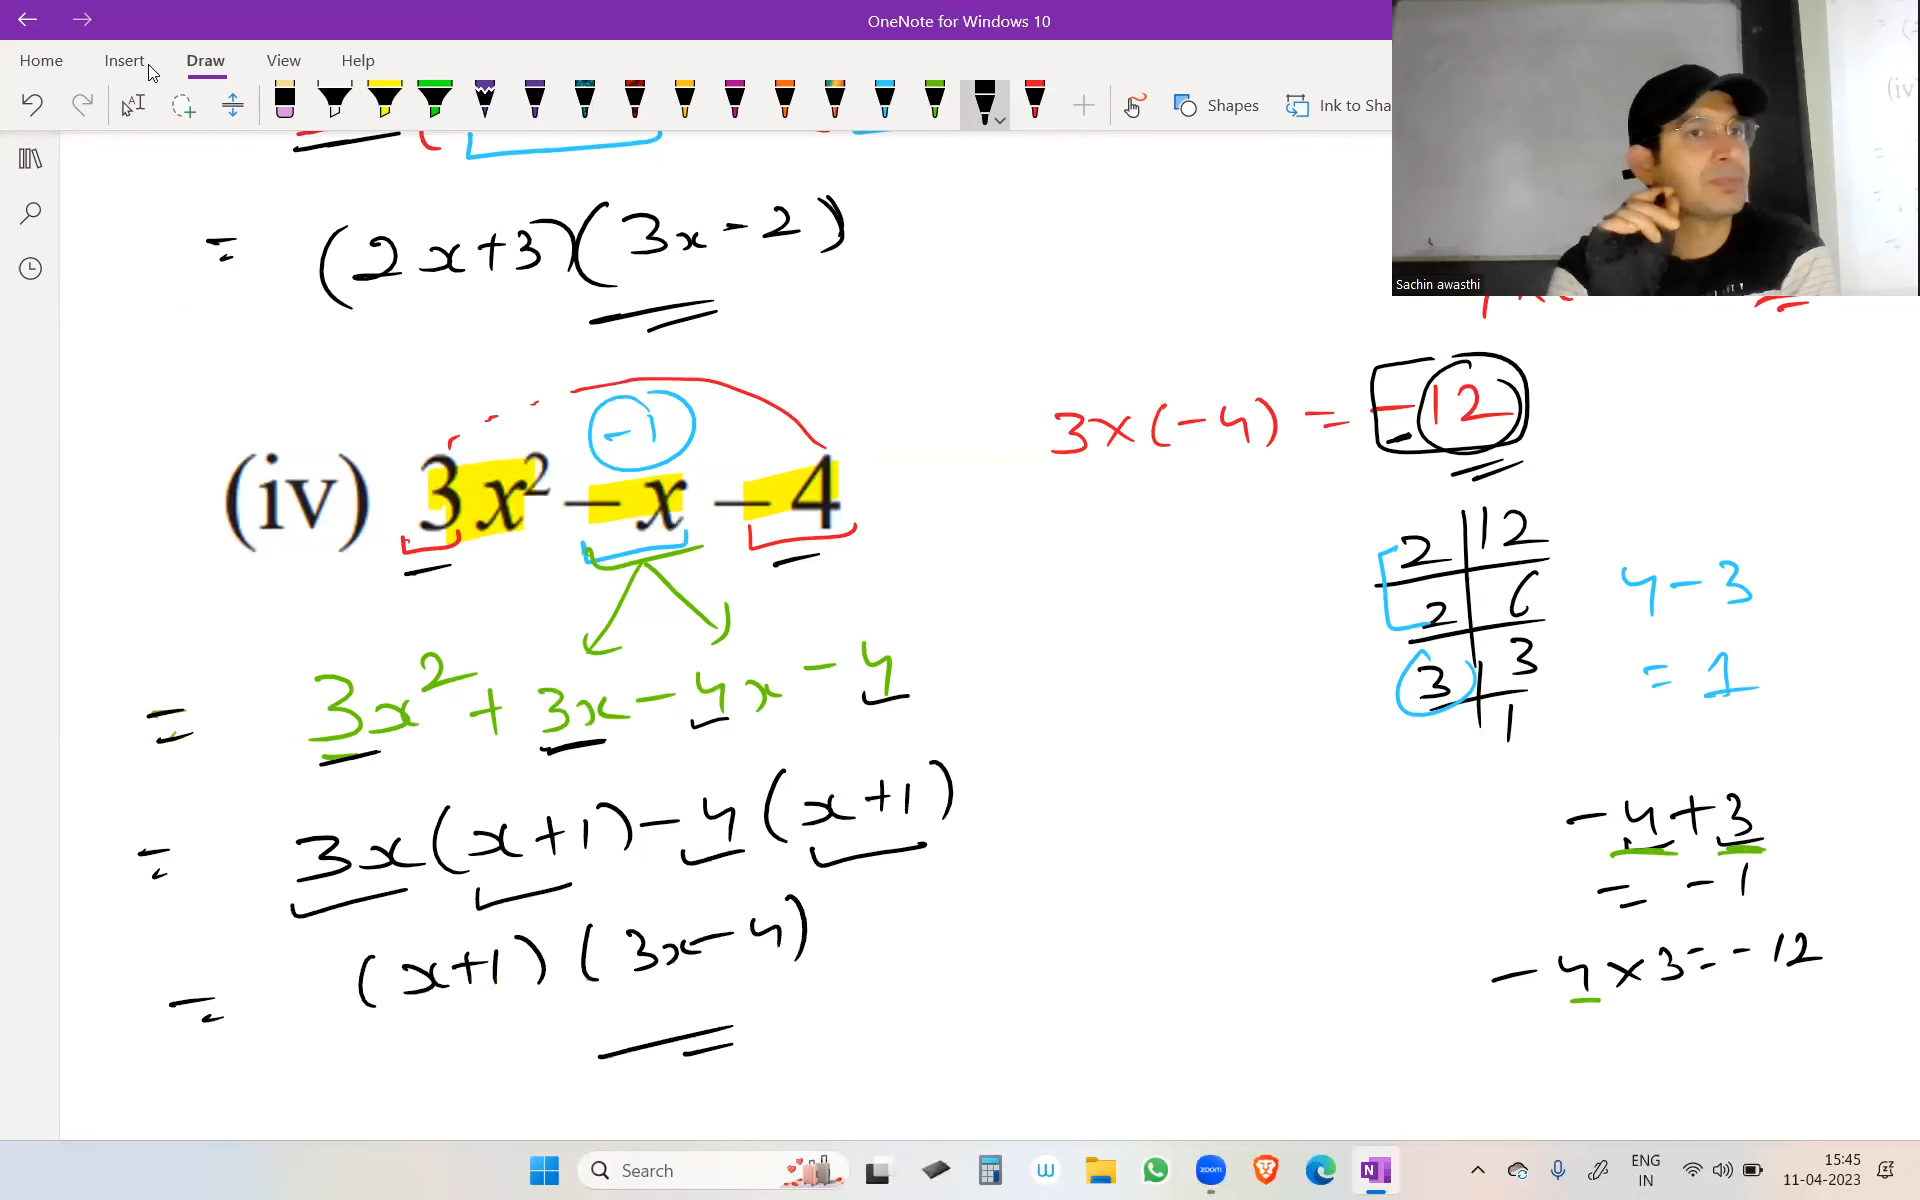 OneNote for Windows 10
Home Insert Draw View Help
Shapes Ink to Sha
Sachin awasthi
= (2x+3)(3x-2)
-1
(iv) 3x² – x – 4
3×(-4) = -12
2 | 12
2 | 6
3 | 3
1
4-3
= 1
= 3x² + 3x - 4x - 4
= 3x(x+1)-4(x+1)
= (x+1)(3x-4)
-4+3
= -1
-4×3=-12
Search
zoom
ENG
IN
15:45
11-04-2023